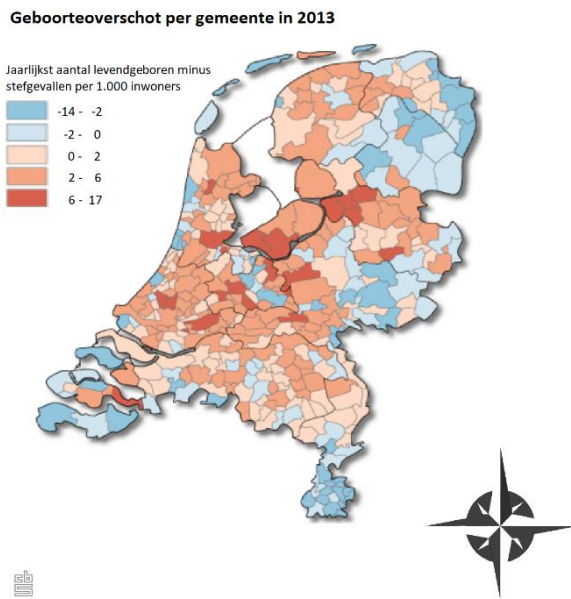 Geboorteoverschot per gemeente in 2013
Jaarlijkst aantal levendgeboren minus
stefgevallen per 1.000 inwoners
-14 - -2
-2 - 0
0 - 2
2 - 6
6 - 17
cbs